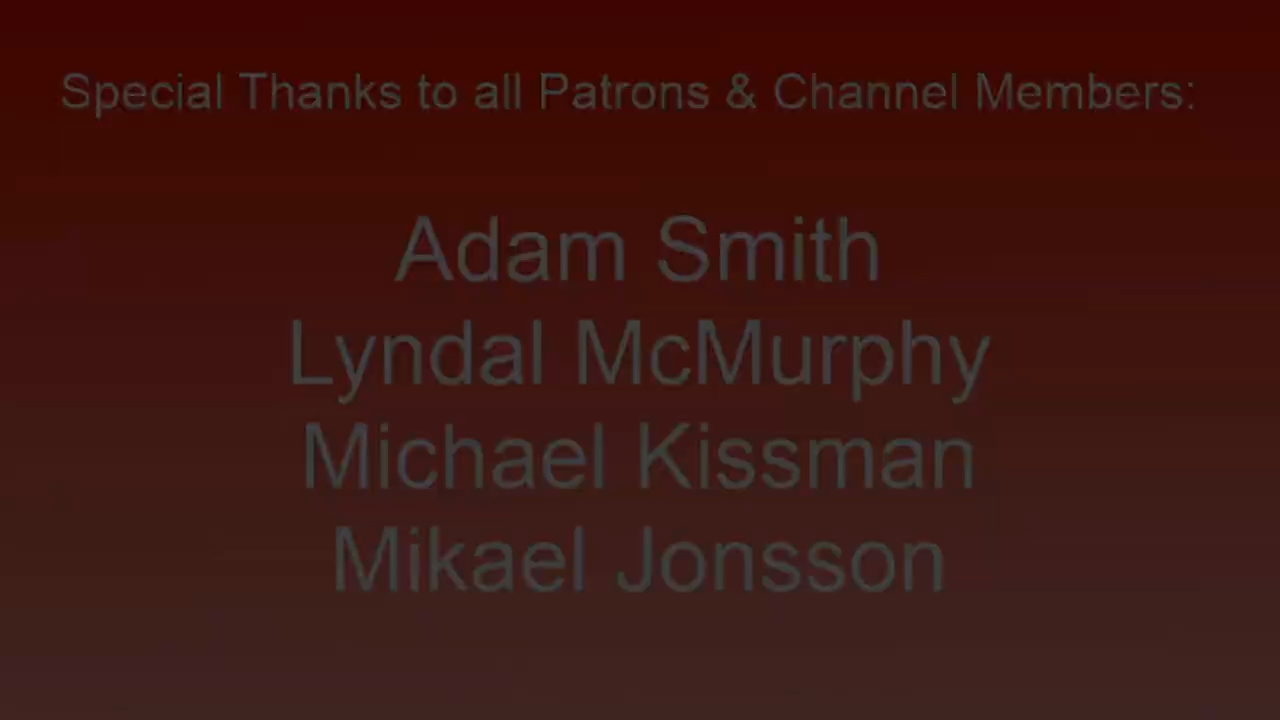 Special Thanks to all Patrons & Channel Members:
Adam Smith
Lyndal McMurphy
Michael Kissman
Mikael Jonsson